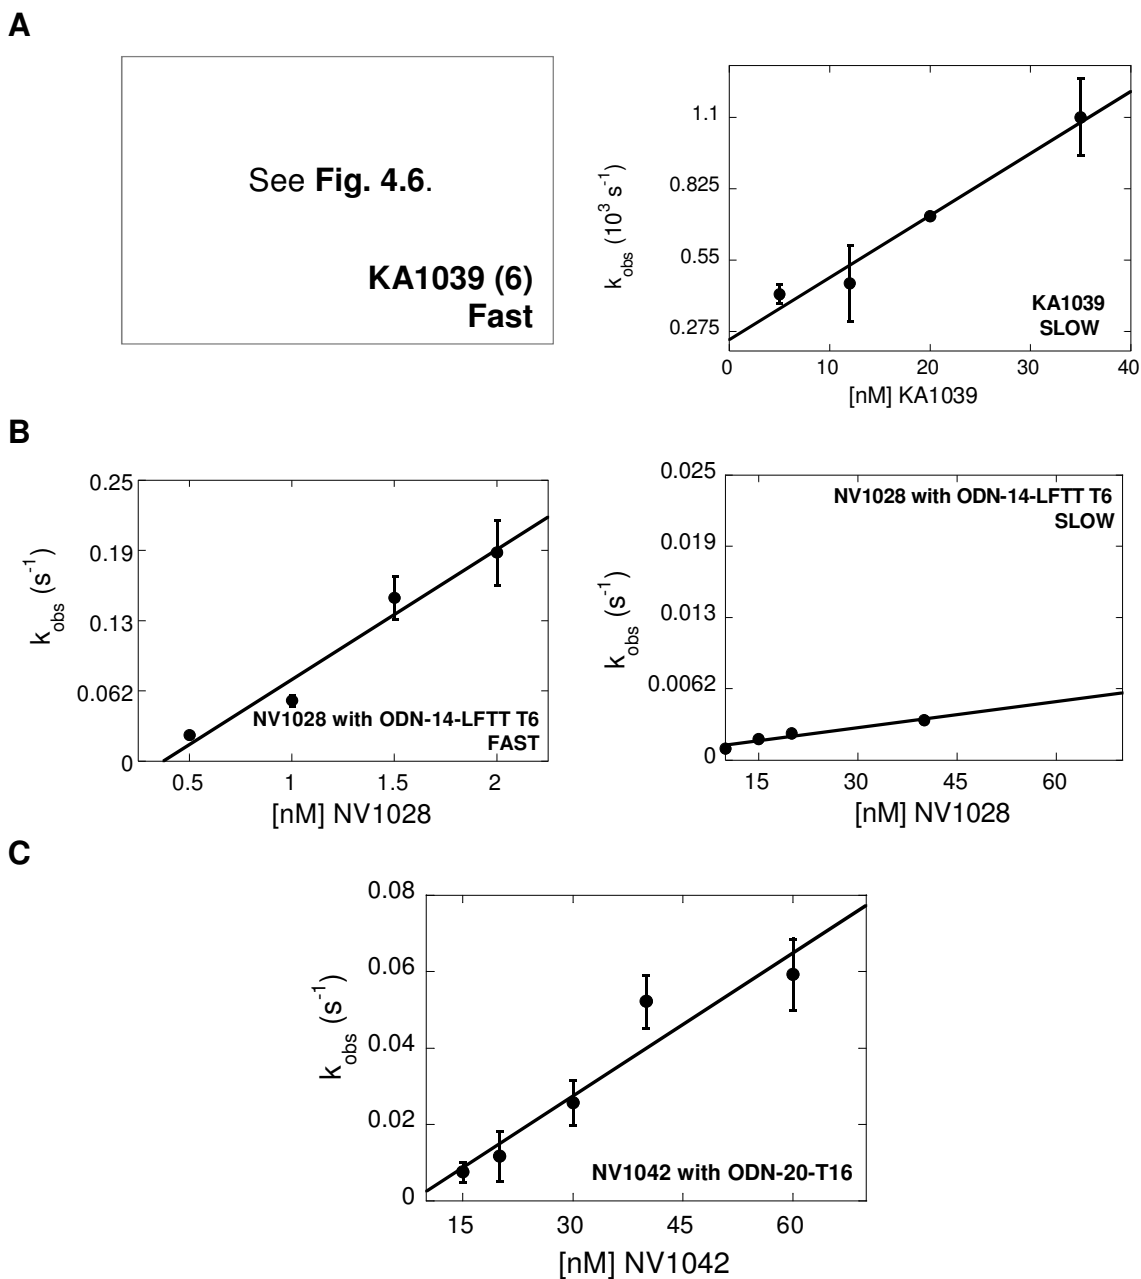 A
See Fig. 4.6.
KA1039 (6)
Fast
k_obs (10^3 s^-1)
1.1
0.825
0.55
0.275
0 10 20 30 40
[nM] KA1039
KA1039
SLOW
B
k_obs (s^-1)
0.25
0.19
0.13
0.062
0
0.5 1 1.5 2
[nM] NV1028
NV1028 with ODN-14-LFTT T6
FAST
k_obs (s^-1)
0.025
0.019
0.013
0.0062
0
15 30 45 60
[nM] NV1028
NV1028 with ODN-14-LFTT T6
SLOW
C
k_obs (s^-1)
0.08
0.06
0.04
0.02
0
15 30 45 60
[nM] NV1042
NV1042 with ODN-20-T16